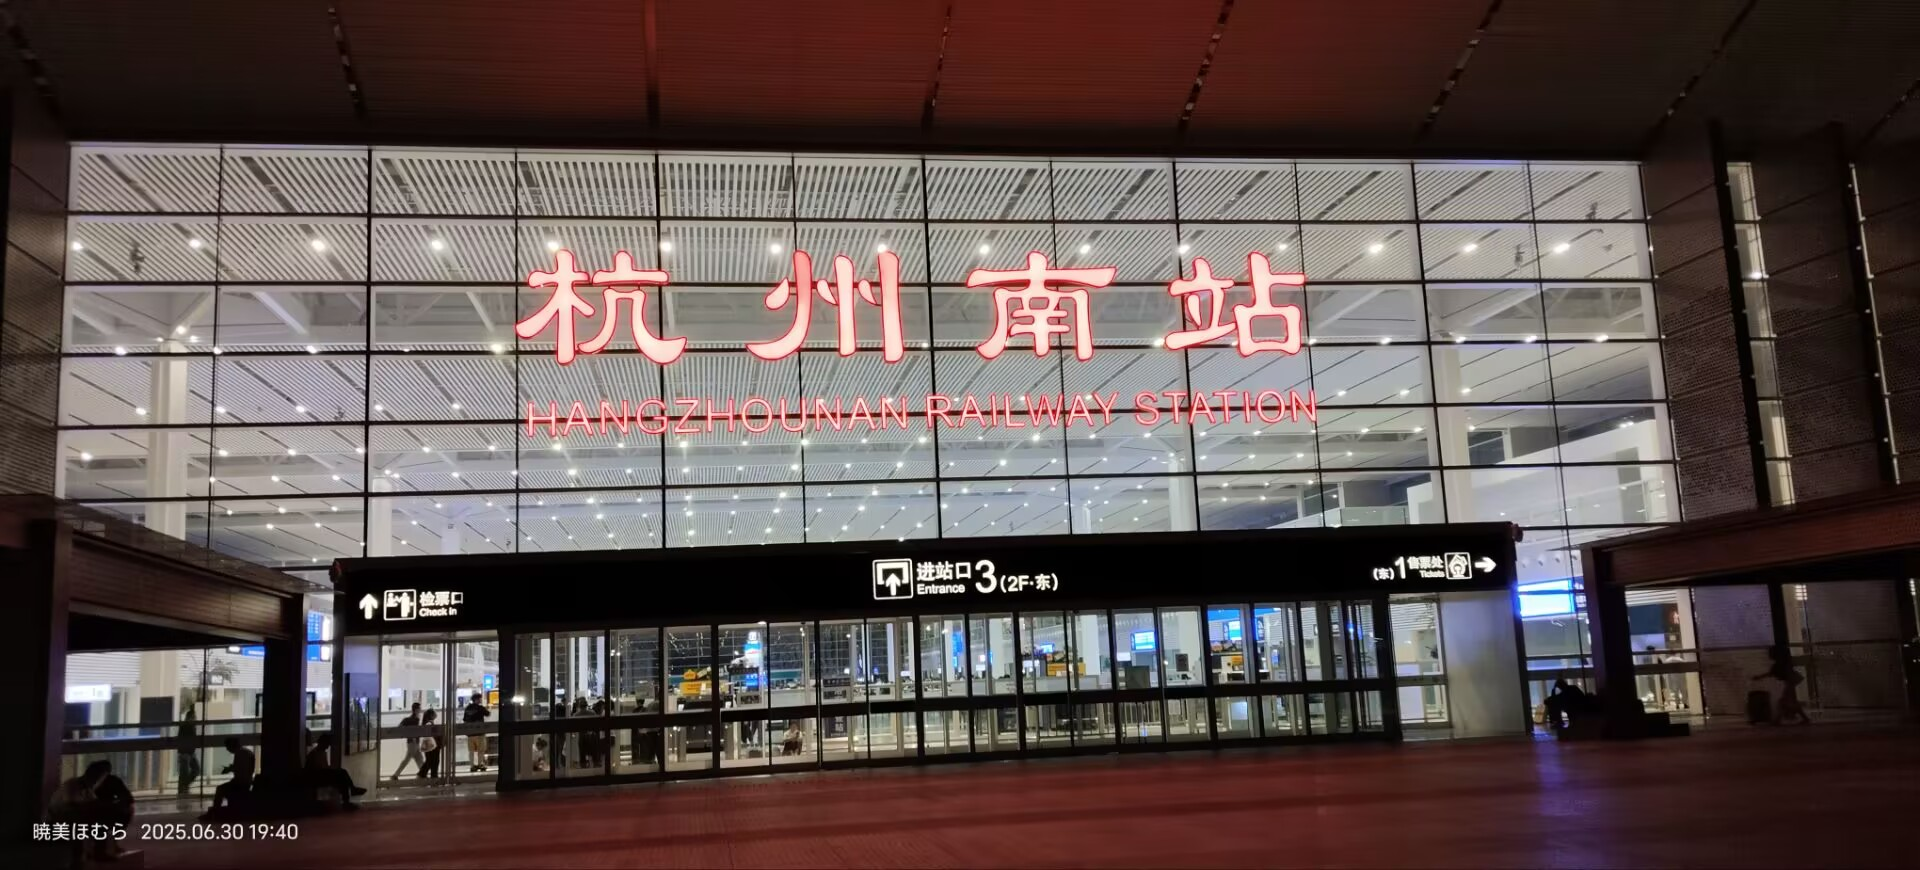 杭州南站
HANGZHOUNAN RAILWAY STATION
检票口
Check in
进站口 3 (2F·东)
Entrance
(东) 1 售票处
Tickets
暁美ほむら 2025.06.30 19:40